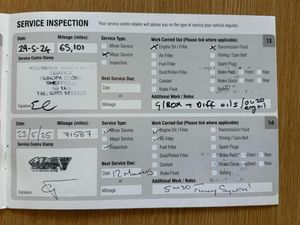 SERVICE INSPECTION
Your service centre retailer will advise you on the type of service your vehicle requires.
Date: Mileage Service Type: Work Carried Out (Please tick where applicable) 13
29-5-24 65,101 Minor Service Engine Oil / Filter Transmission Fluid
Major Service Air Filter Timing / Cam Belt
Service Centre Stamp Inspection Fuel Filter Spark Plugs
Dust/Pollen Filter Brake Pads Front Rear
Next Service Due Coolant Brake Discs Front Rear
Date Brake Fluid Battery
or Additional Work / Notes
Signature Mileage G/BOX + Diff oils
Date: Mileage Service Type: Work Carried Out (Please tick where applicable) 14
23/5/25 71587 Minor Service Engine Oil / Filter Transmission Fluid
Major Service Air Filter Timing / Cam Belt
Service Centre Stamp Inspection Fuel Filter Spark Plugs
Dust/Pollen Filter Brake Pads Front Rear
Next Service Due: Coolant Brake Discs Front Rear
Date 12 months Brake Fluid Battery
or Additional Work / Notes
Signature Mileage 5w30